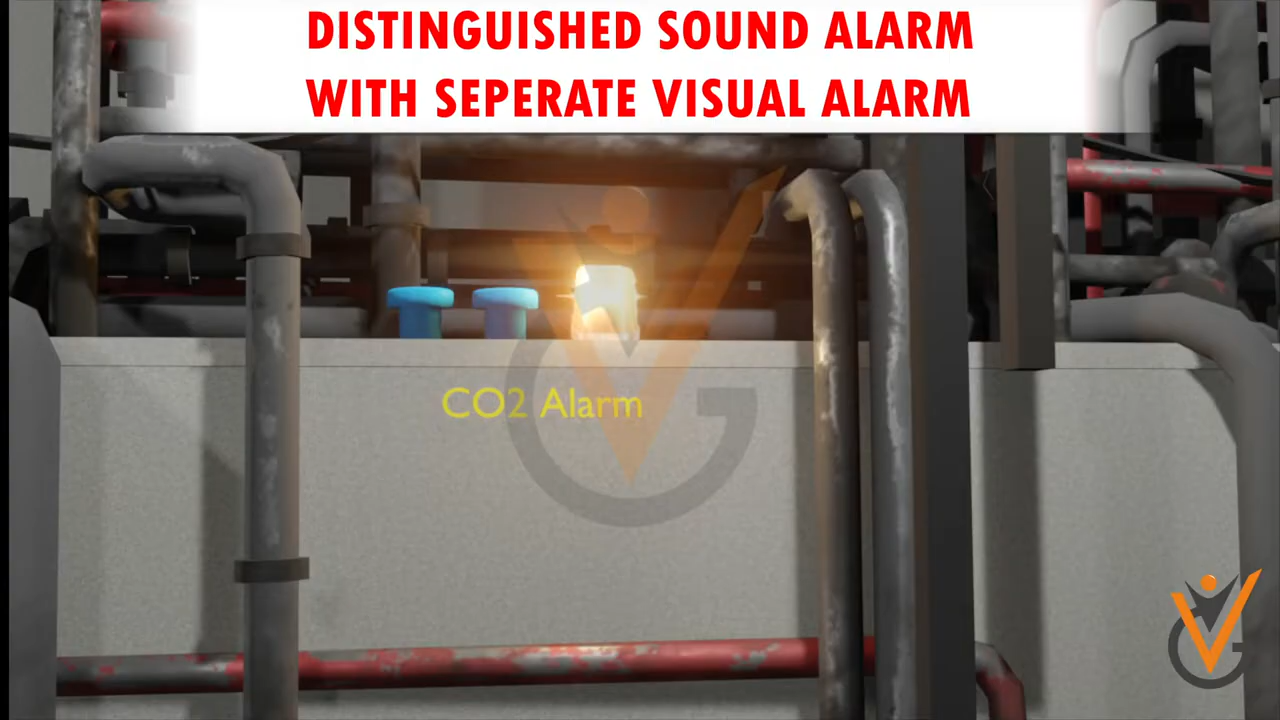 DISTINGUISHED SOUND ALARM
WITH SEPERATE VISUAL ALARM
CO2 Alarm